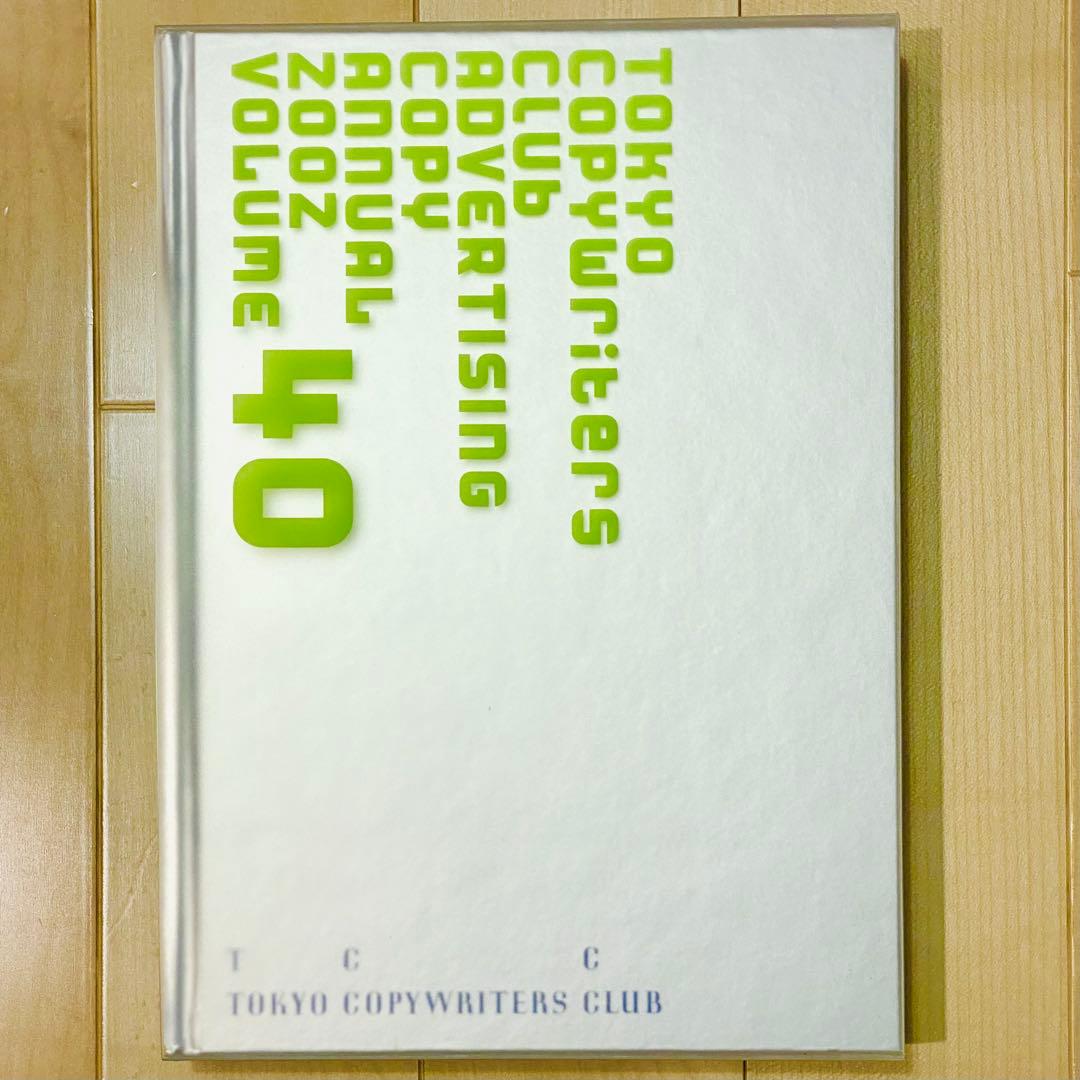 TOKYO
COPYWriterS
CLUb
ADVERTISING
COPY
ANNUAL
2002
VOLUME 40
T C C
TOKYO COPYWRITERS CLUB